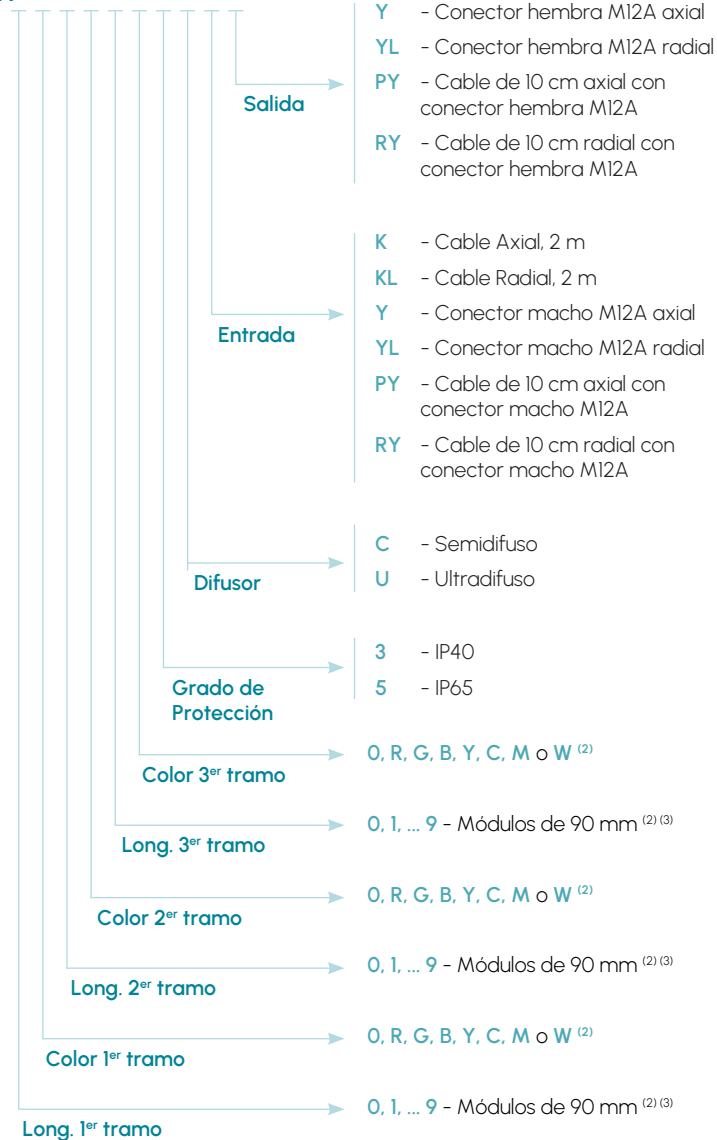 Y - Conector hembra M12A axial
YL - Conector hembra M12A radial
PY - Cable de 10 cm axial con
conector hembra M12A
RY - Cable de 10 cm radial con
conector hembra M12A
Salida
K - Cable Axial, 2 m
KL - Cable Radial, 2 m
Y - Conector macho M12A axial
YL - Conector macho M12A radial
PY - Cable de 10 cm axial con
conector macho M12A
RY - Cable de 10 cm radial con
conector macho M12A
Entrada
C - Semidifuso
U - Ultradifuso
Difusor
3 - IP40
5 - IP65
Grado de
Protección
0, R, G, B, Y, C, M o W (2)
Color 3er tramo
0, 1, ... 9 - Módulos de 90 mm (2) (3)
Long. 3er tramo
0, R, G, B, Y, C, M o W (2)
Color 2er tramo
0, 1, ... 9 - Módulos de 90 mm (2) (3)
Long. 2er tramo
0, R, G, B, Y, C, M o W (2)
Color 1er tramo
0, 1, ... 9 - Módulos de 90 mm (2) (3)
Long. 1er tramo